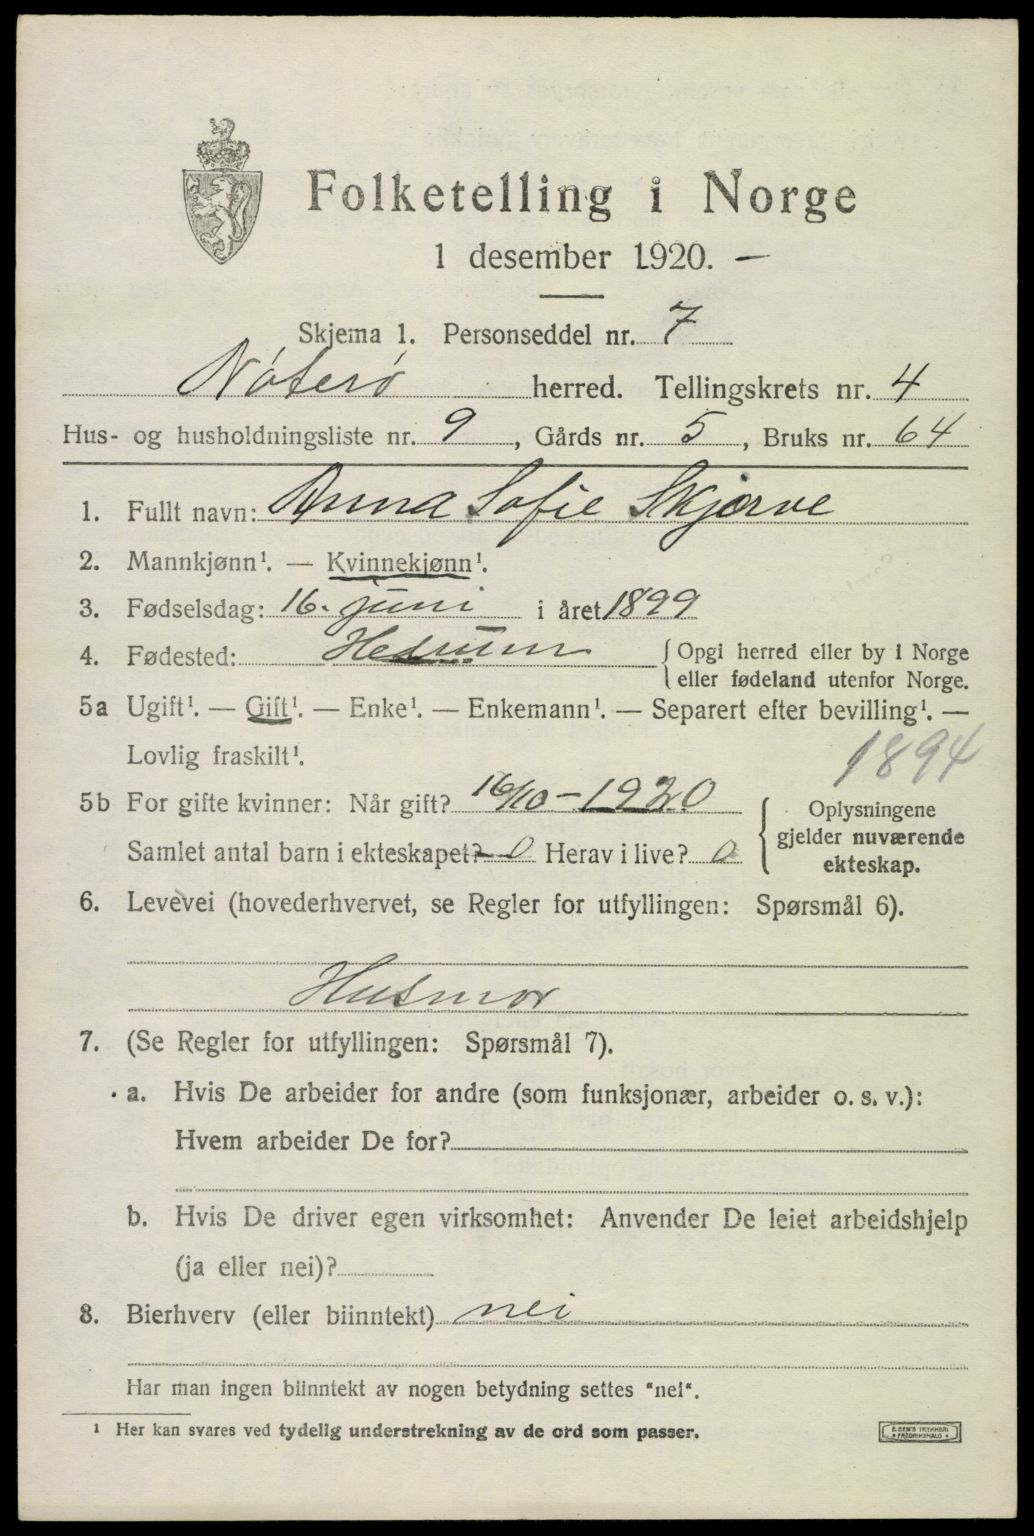 Folketelling i Norge
1 desember 1920. —
Skjema 1. Personseddel nr. 7
Nøterø herred. Tellingskrets nr. 4
Hus- og husholdningsliste nr. 9, Gårds nr. 5, Bruks nr. 64
1. Fullt navn: Anna Sofie Skjørve
2. Mannkjønn¹. — Kvinnekjønn¹.
3. Fødselsdag: 16. juni i året 1899
4. Fødested: Hedrum { Opgi herred eller by i Norge
eller fødeland utenfor Norge.
5a Ugift¹. — Gift¹. — Enke¹. — Enkemann¹. — Separert efter bevilling¹. —
Lovlig fraskilt¹.
1894
5b For gifte kvinner: Når gift? 16/10 – 1920
Samlet antal barn i ekteskapet? 0 Herav i live? 0
{ Oplysningene
gjelder nuværende
ekteskap.
6. Levevei (hovederhvervet, se Regler for utfyllingen: Spørsmål 6).
Husmor
7. (Se Regler for utfyllingen: Spørsmål 7).
a. Hvis De arbeider for andre (som funksjonær, arbeider o. s. v.):
Hvem arbeider De for?
b. Hvis De driver egen virksomhet: Anvender De leiet arbeidshjelp
(ja eller nei)?
8. Bierhverv (eller biinntekt) nei
Har man ingen biinntekt av nogen betydning settes "nei".
¹ Her kan svares ved tydelig understrekning av de ord som passer.